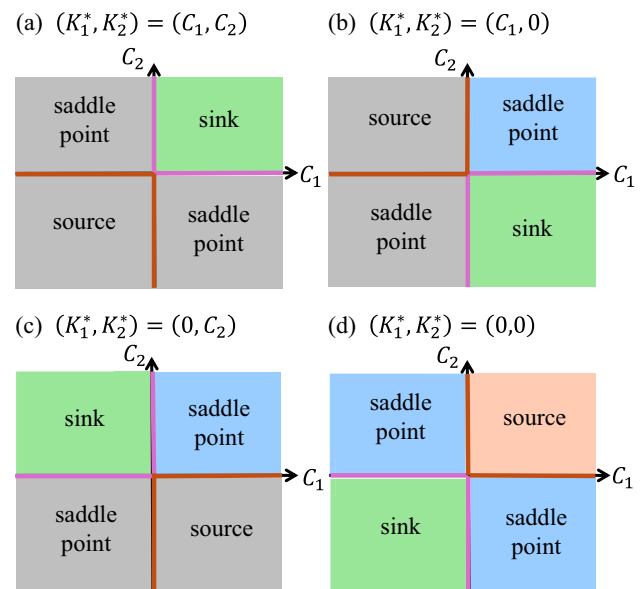 (a) (K₁*, K₂*) = (C₁, C₂)
C₂
saddle
point
sink
C₁
source
saddle
point
(b) (K₁*, K₂*) = (C₁, 0)
C₂
source
saddle
point
C₁
saddle
point
sink
(c) (K₁*, K₂*) = (0, C₂)
C₂
sink
saddle
point
C₁
saddle
point
source
(d) (K₁*, K₂*) = (0,0)
C₂
saddle
point
source
C₁
sink
saddle
point